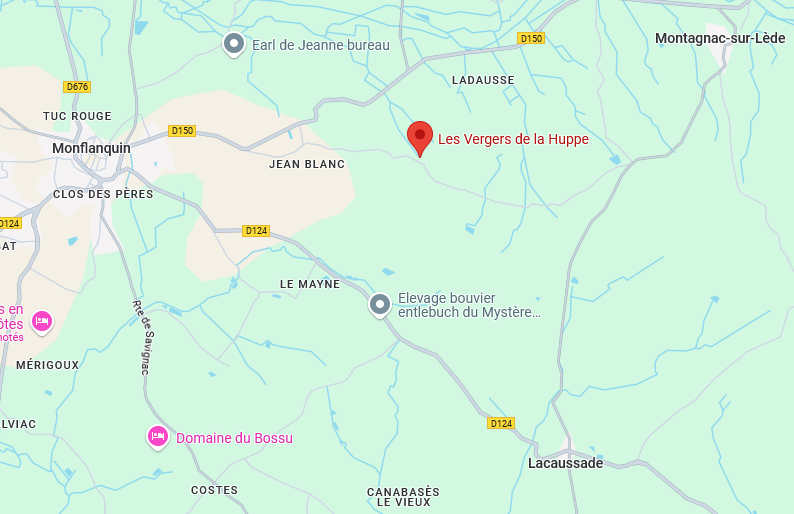 Montagnac-sur-Lède
D150
Earl de Jeanne bureau
LADAUSSE
D676
TUC ROUGE
D150
Les Vergers de la Huppe
Monflanquin
JEAN BLANC
CLOS DES PÈRES
D124
D124
AT
LE MAYNE
Elevage bouvier
entlebuch du Mystère…
s en
ôtes
notés
Rte de Savignac
MÉRIGOUX
LVIAC
D124
Domaine du Bossu
Lacaussade
COSTES
CANABASÈS
LE VIEUX